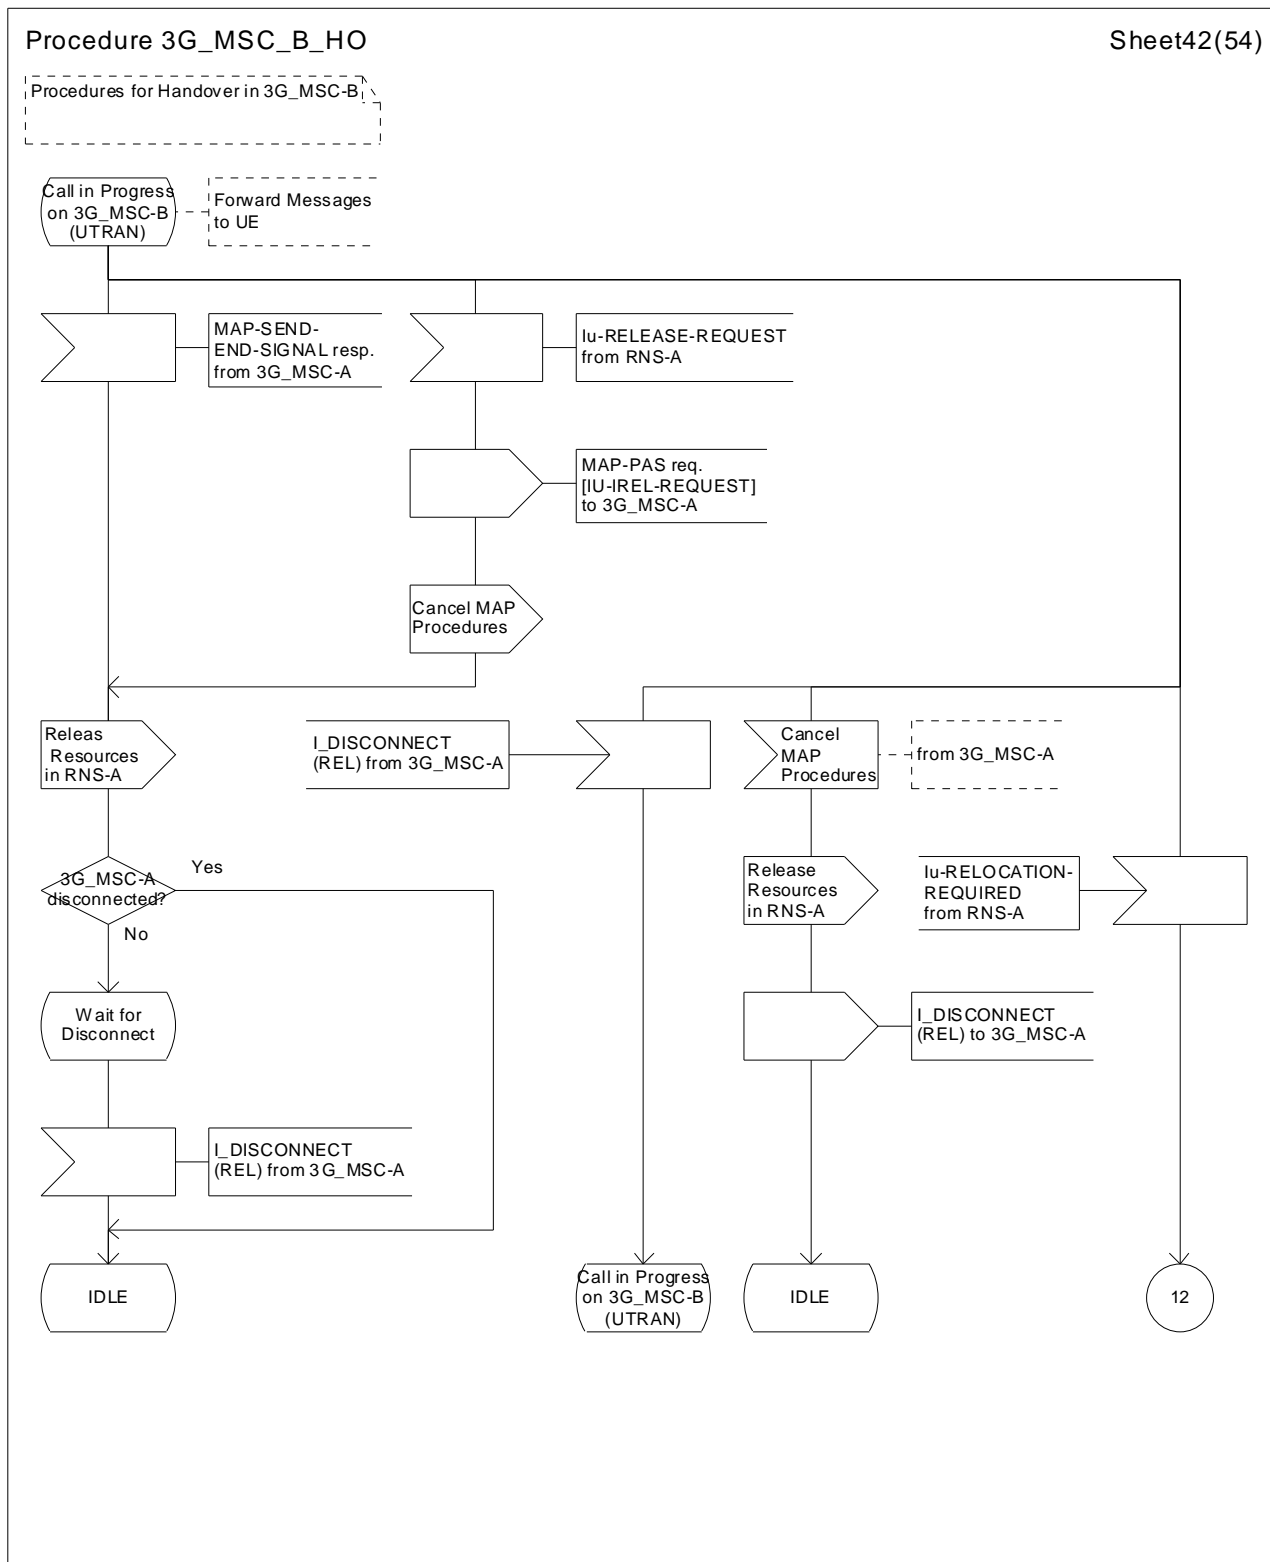 Procedure 3G_MSC_B_HO
Sheet42(54)
Procedures for Handover in 3G_MSC-B
Call in Progress
on 3G_MSC-B
(UTRAN)
Forward Messages
to UE
MAP-SEND-
END-SIGNAL resp.
from 3G_MSC-A
Iu-RELEASE-REQUEST
from RNS-A
MAP-PAS req.
[IU-IREL-REQUEST]
to 3G_MSC-A
Cancel MAP
Procedures
Releas
Resources
in RNS-A
I_DISCONNECT
(REL) from 3G_MSC-A
Cancel
MAP
Procedures
from 3G_MSC-A
3G_MSC-A
disconnected?
Yes
No
Release
Resources
in RNS-A
Iu-RELOCATION-
REQUIRED
from RNS-A
Wait for
Disconnect
I_DISCONNECT
(REL) to 3G_MSC-A
I_DISCONNECT
(REL) from 3G_MSC-A
IDLE
Call in Progress
on 3G_MSC-B
(UTRAN)
IDLE
12